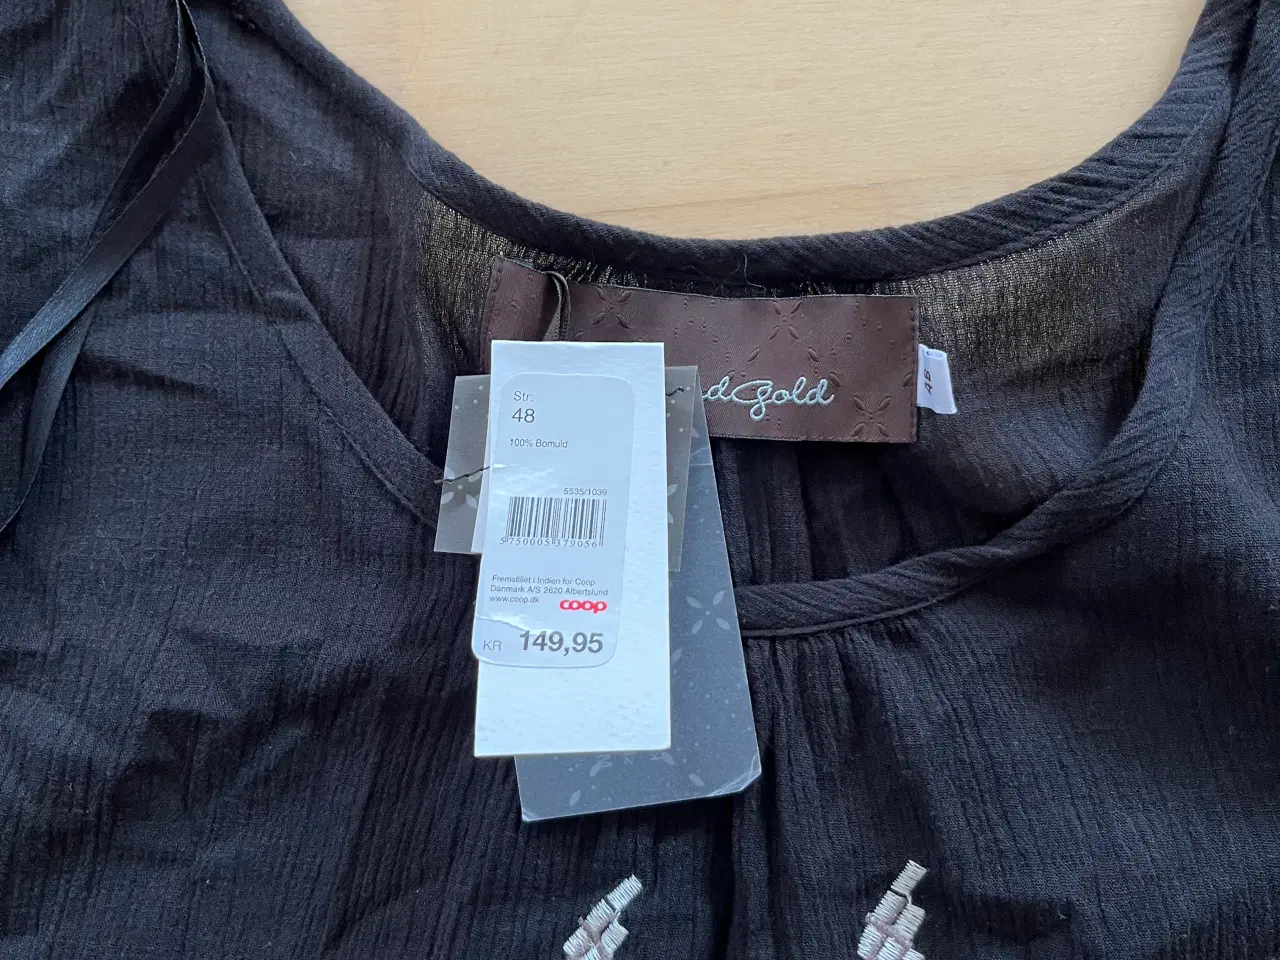 Str:
48
100% Bomuld
5535/1039
5750005379056
Fremstillet i Indien for Coop
Danmark A/S 2620 Albertslund
www.coop.dk coop
KR 149,95
dgold